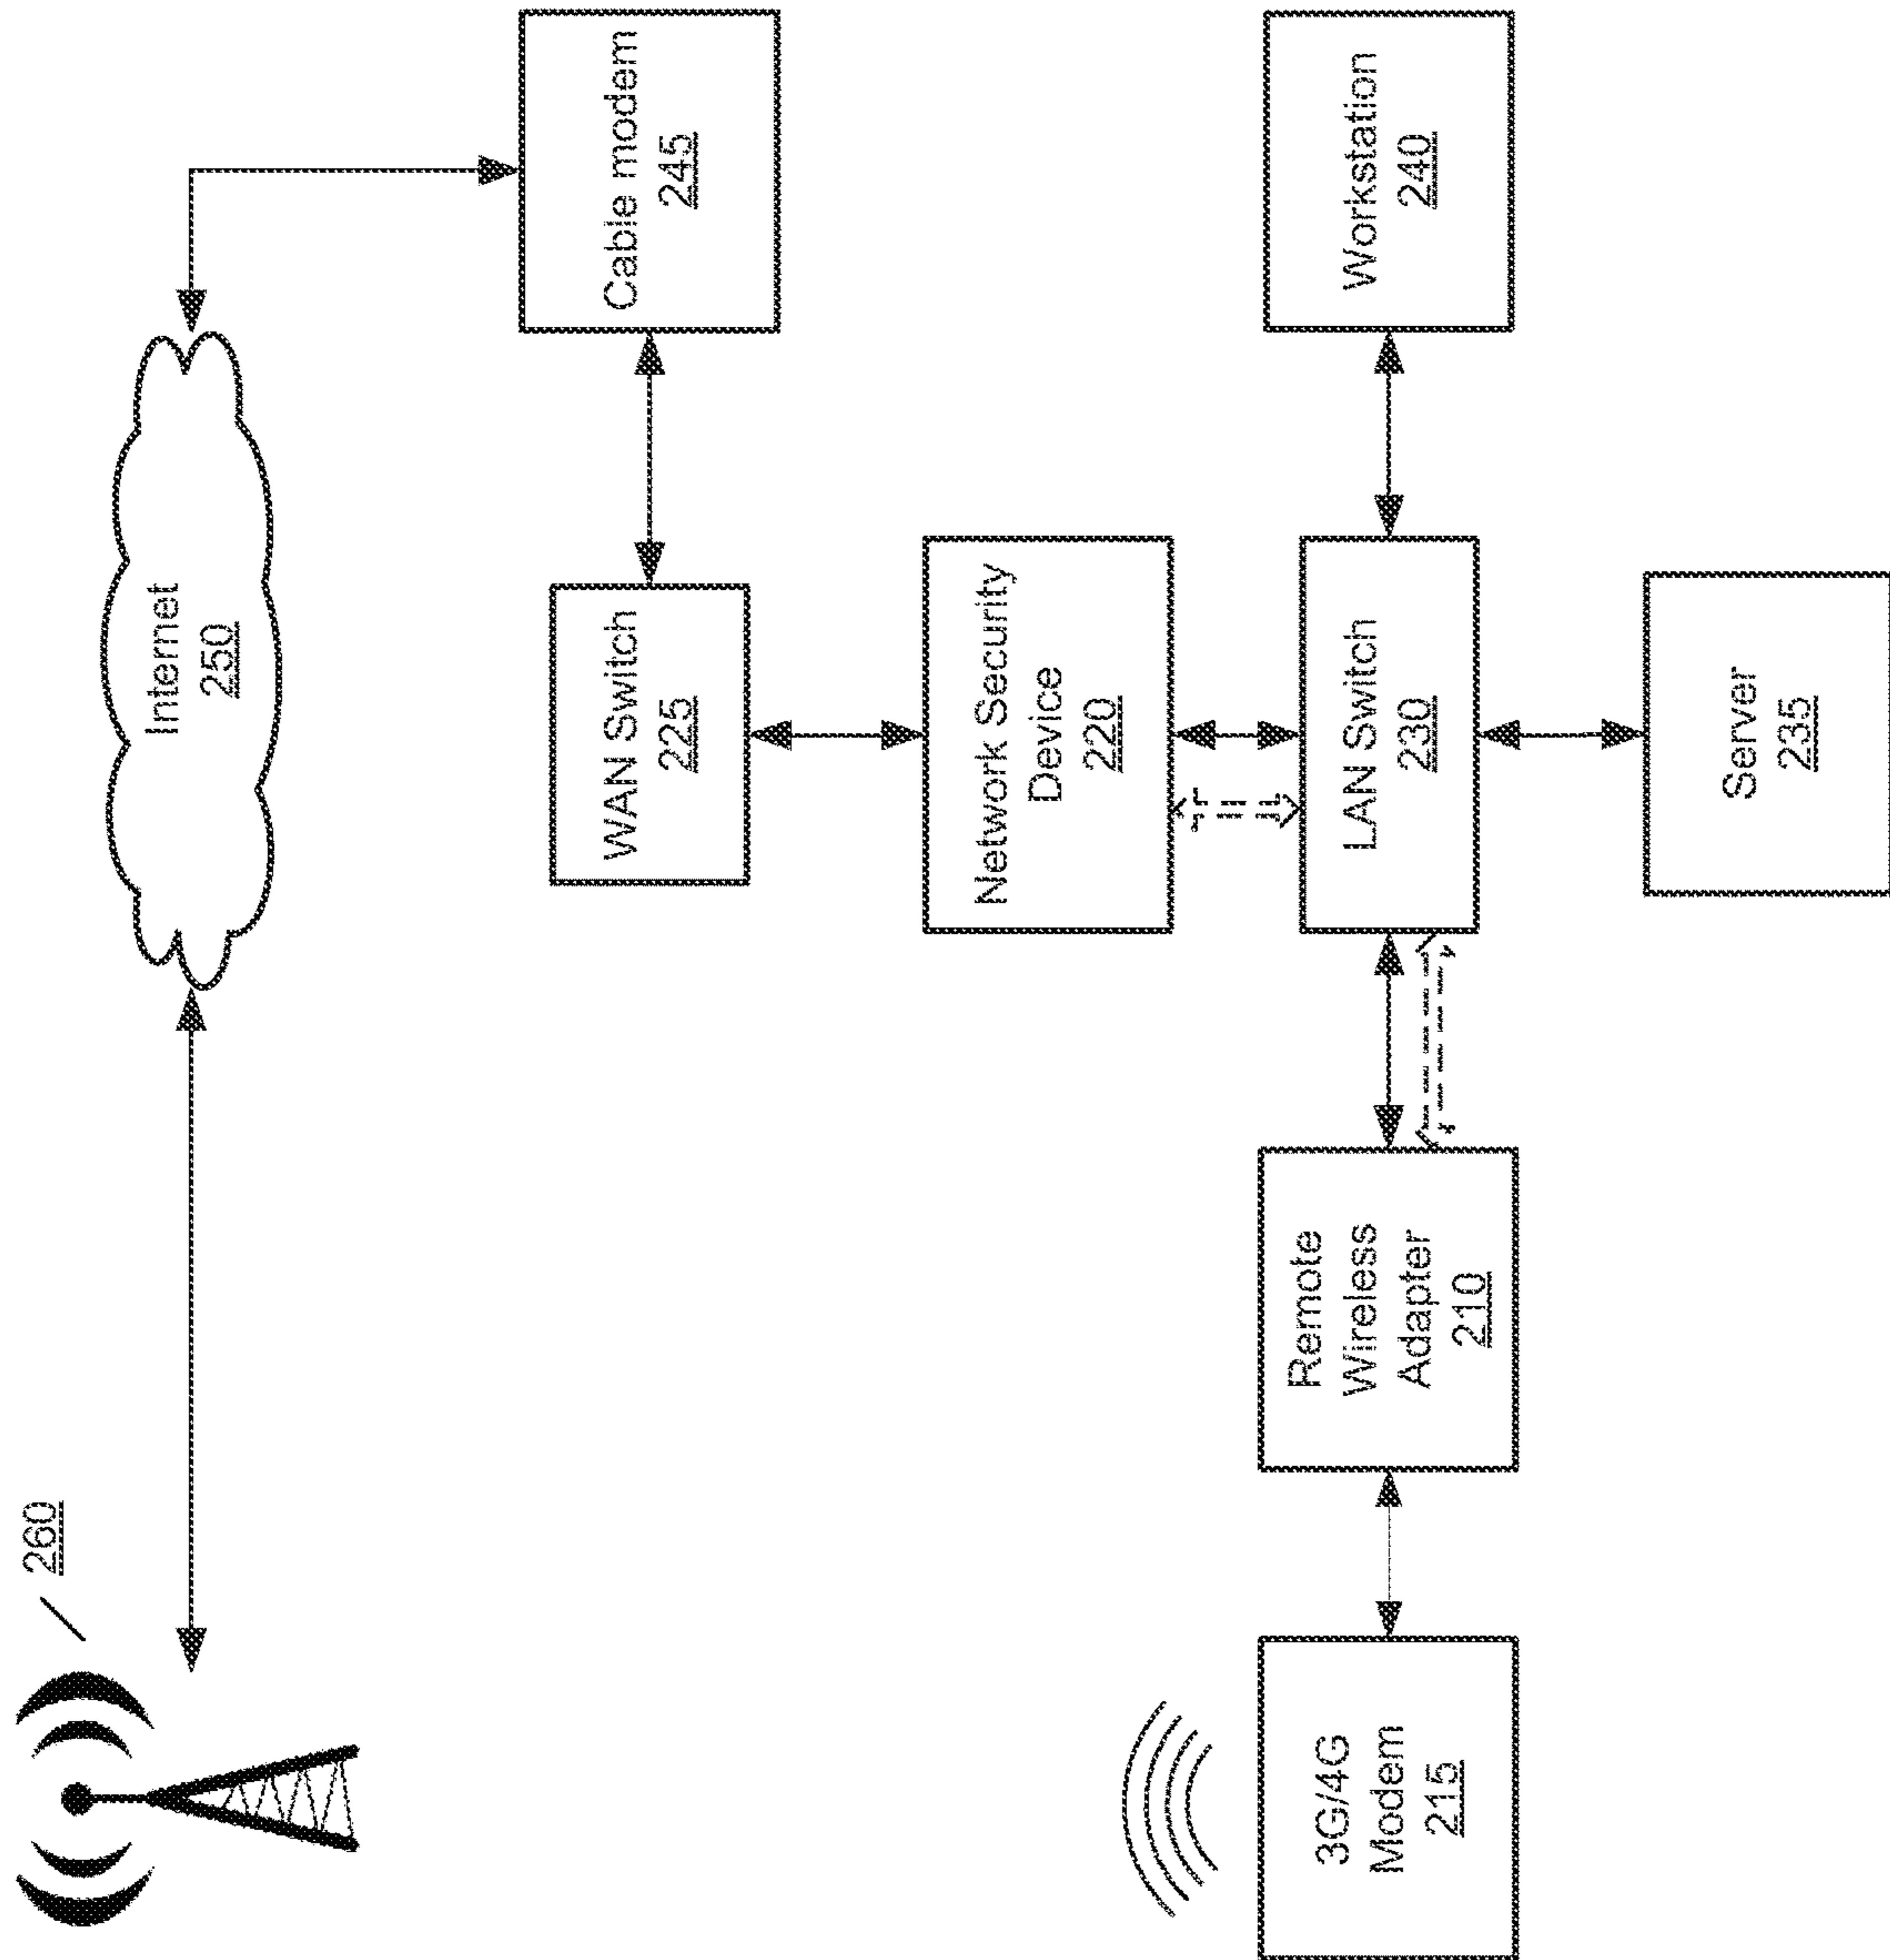 260
Internet
250
Cable modem
245
WAN Switch
225
Network Security
Device
220
3G/4G
Modem
215
Remote
Wireless
Adapter
210
LAN Switch
230
Workstation
240
Server
235